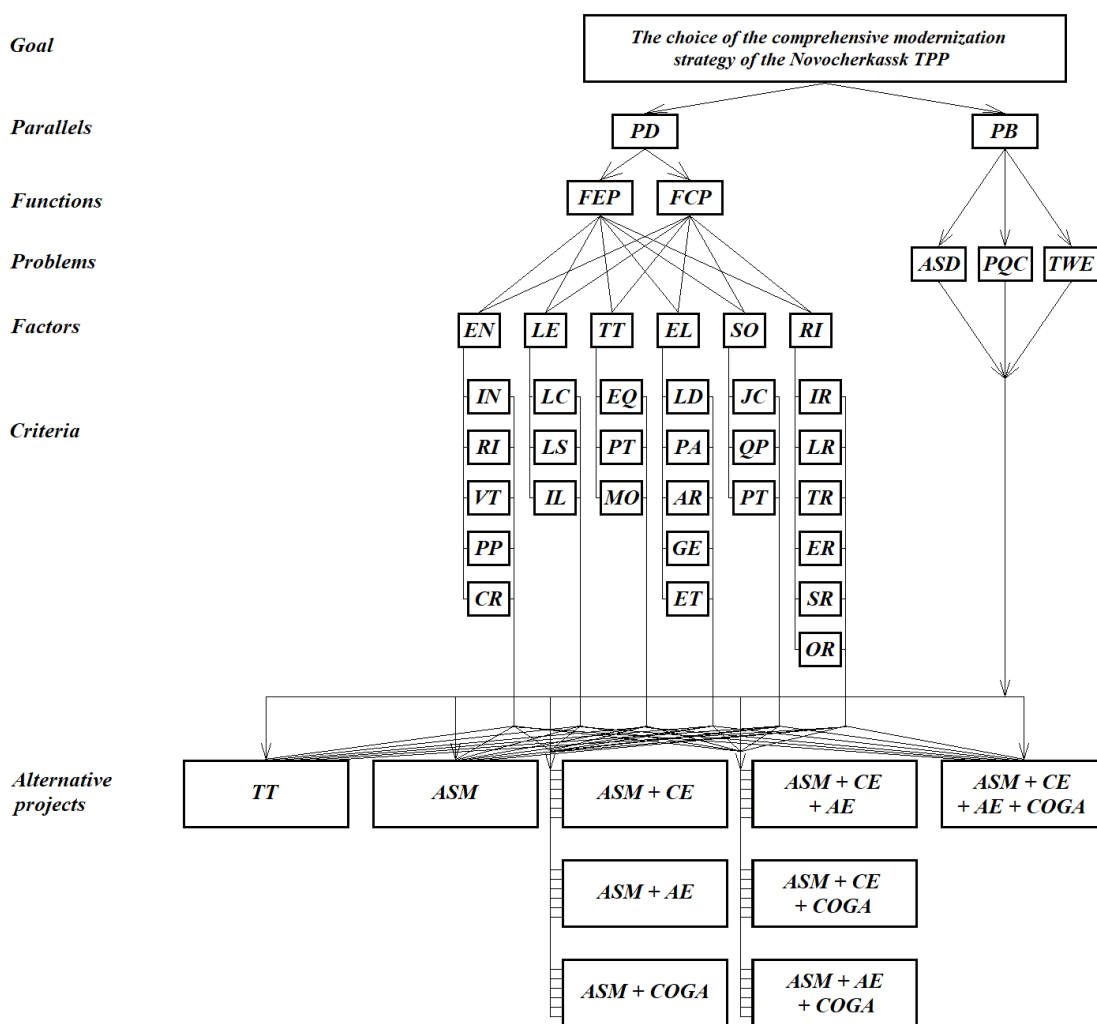 Goal
The choice of the comprehensive modernization
strategy of the Novocherkassk TPP
Parallels
PD
PB
Functions
FEP
FCP
Problems
ASD
PQC
TWE
Factors
EN
LE
TT
EL
SO
RI
Criteria
IN
LC
EQ
LD
JC
IR
RI
LS
PT
PA
QP
LR
VT
IL
MO
AR
PT
TR
PP
GE
ER
CR
ET
SR
OR
Alternative
projects
TT
ASM
ASM + CE
ASM + CE
+ AE
ASM + CE
+ AE + COGA
ASM + AE
ASM + CE
+ COGA
ASM + COGA
ASM + AE
+ COGA